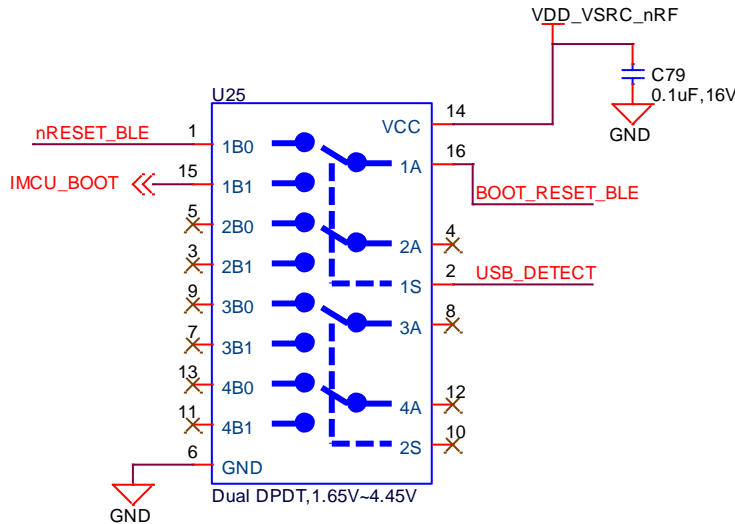 VDD_VSRC_nRF
C79
0.1uF,16V
GND
U25
14
VCC
nRESET_BLE
1
1B0
16
1A
IMCU_BOOT
15
1B1
BOOT_RESET_BLE
5
2B0
4
2A
3
2B1
2
USB_DETECT
1S
9
3B0
8
3A
7
3B1
13
4B0
12
4A
11
4B1
10
2S
6
GND
Dual DPDT,1.65V~4.45V
GND